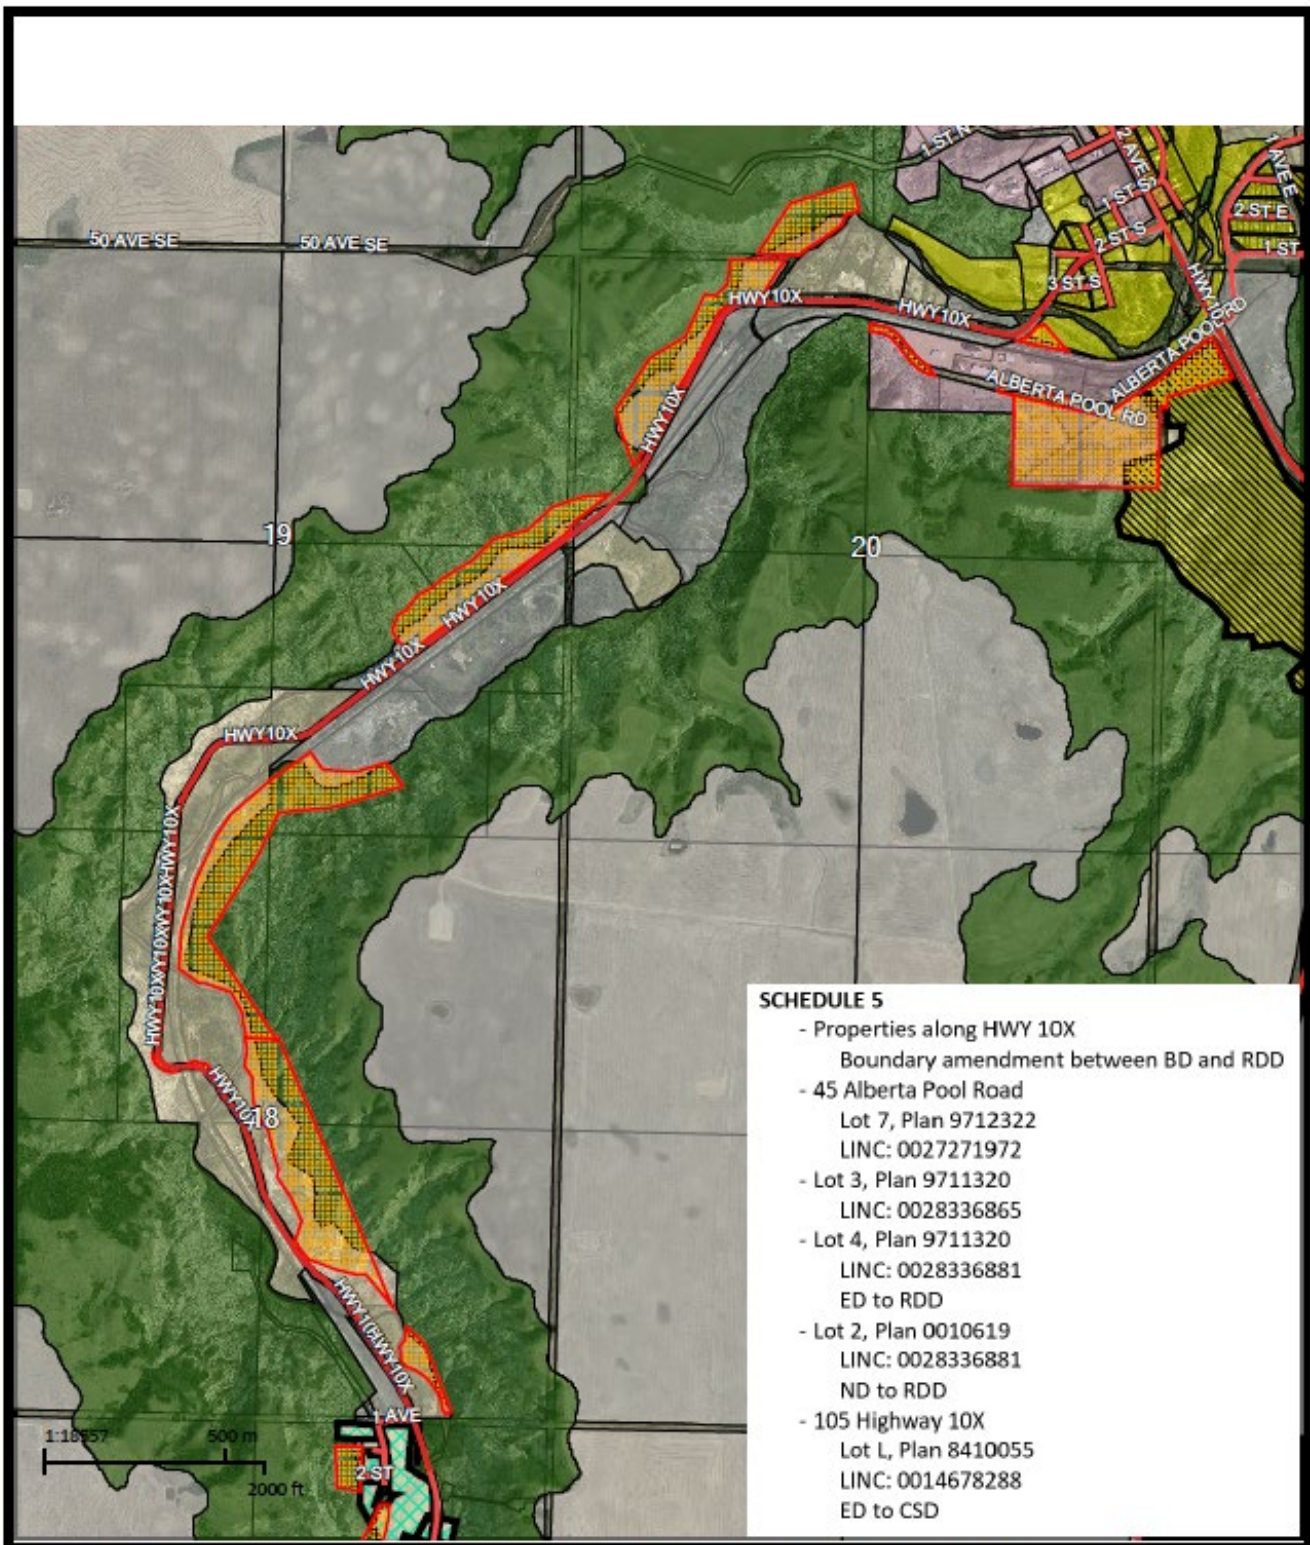 1 ST N
2 AVE
1 AVE E
1 ST S
2 ST E
50 AVE SE
50 AVE SE
2 ST S
1 ST
3 ST S
HWY10X
HWY10X
ALBERTA POOL RD
ALBERTA POOL RD
HWY10X
19
20
HWY10X
HWY10X
HWY10X
HWY10X
HWY10X
HWY10X
HWY10X
18
HWY10X
1 AVE
2 ST
500 m
2000 ft
SCHEDULE 5
- Properties along HWY 10X
Boundary amendment between BD and RDD
- 45 Alberta Pool Road
Lot 7, Plan 9712322
LINC: 0027271972
- Lot 3, Plan 9711320
LINC: 0028336865
- Lot 4, Plan 9711320
LINC: 0028336881
ED to RDD
- Lot 2, Plan 0010619
LINC: 0028336881
ND to RDD
- 105 Highway 10X
Lot L, Plan 8410055
LINC: 0014678288
ED to CSD